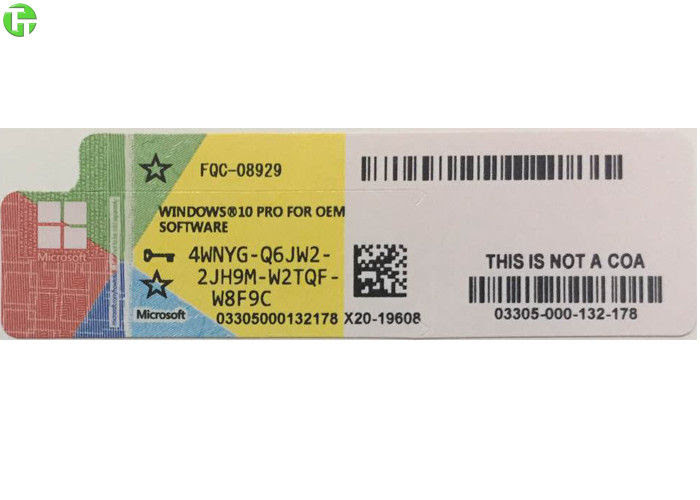 FQC-08929
WINDOWS®10 PRO FOR OEM
SOFTWARE
4WNYG-Q6JW2-
2JH9M-W2TQF-
W8F9C
Microsoft
Microsoft
03305000132178 X20-19608
THIS IS NOT A COA
03305-000-132-178